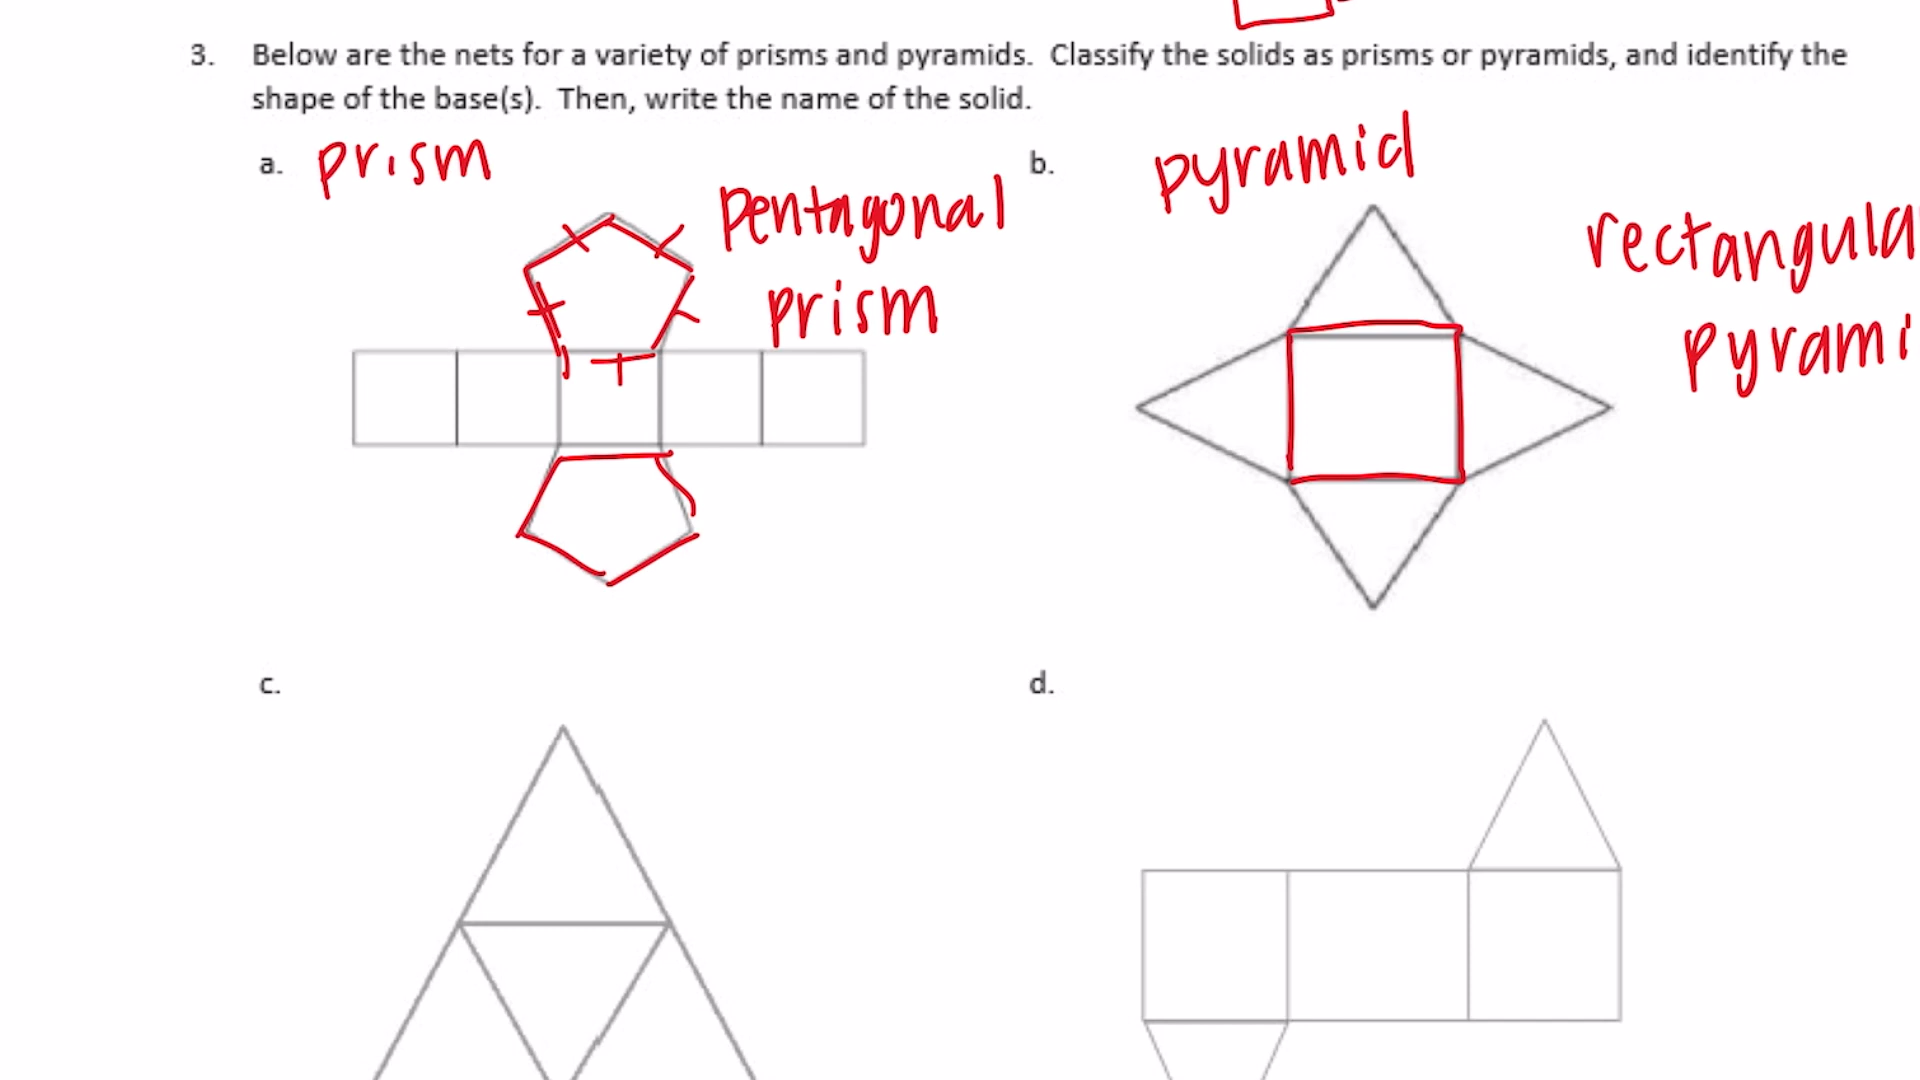 3. Below are the nets for a variety of prisms and pyramids. Classify the solids as prisms or pyramids, and identify the
shape of the base(s). Then, write the name of the solid.
a. prism
Pentagonal
prism
b. pyramid
rectangula
pyrami
c.
d.